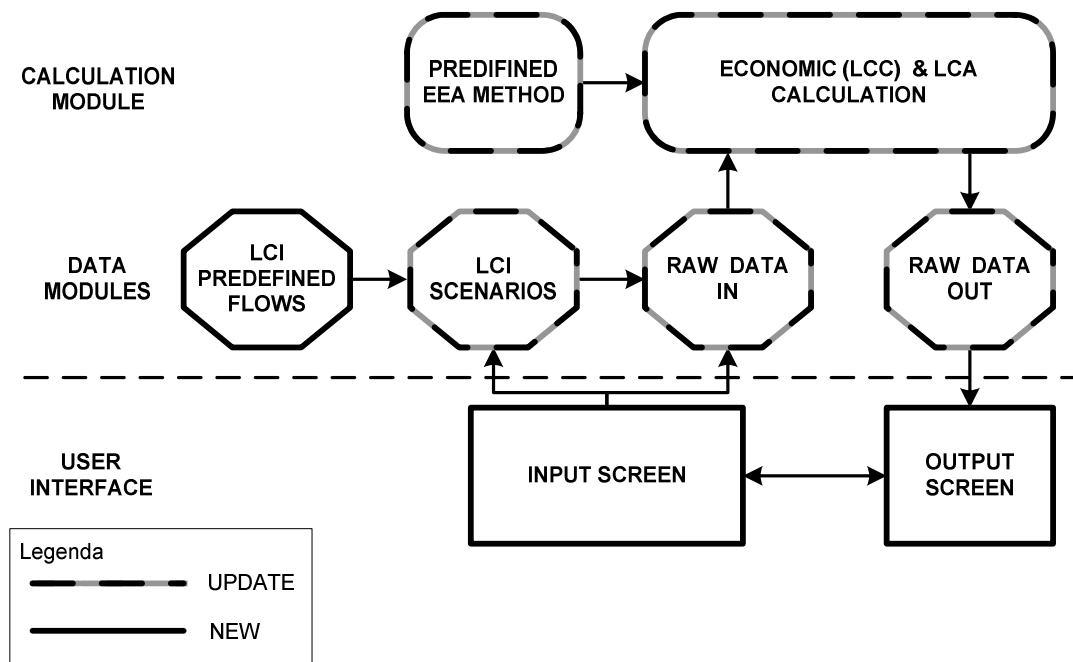 CALCULATION
MODULE
PREDIFINED
EEA METHOD
ECONOMIC (LCC) & LCA
CALCULATION
DATA
MODULES
LCI
PREDEFINED
FLOWS
LCI
SCENARIOS
RAW DATA
IN
RAW DATA
OUT
USER
INTERFACE
INPUT SCREEN
OUTPUT
SCREEN
Legenda
UPDATE
NEW